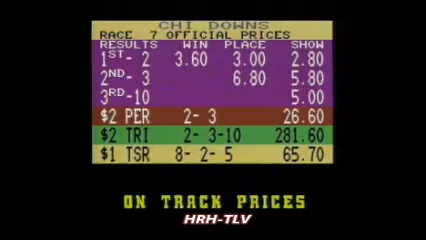 CHI DOWNS
RACE 7 OFFICIAL PRICES
RESULTS WIN PLACE SHOW
1ST- 2 3.60 3.00 2.80
2ND- 3 6.80 5.80
3RD-10 5.00
$2 PER 2- 3 26.60
$2 TRI 2- 3-10 281.60
$1 TSR 8- 2- 5 65.70
ON TRACK PRICES
HRH-TLV